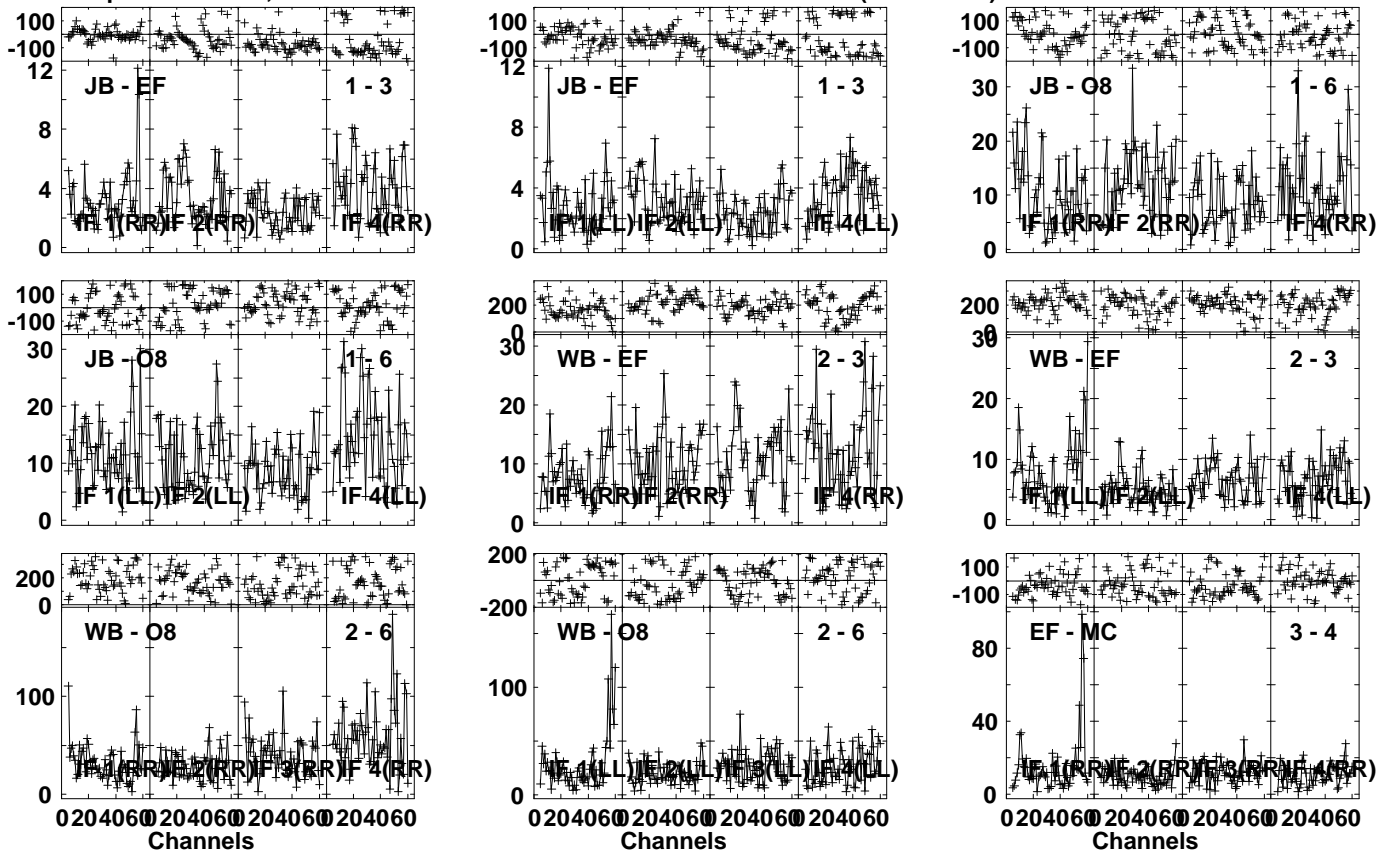 100 100 100
-100 -100 -100
12 JB - EF 1 - 3 12 JB - EF 1 - 3 30 JB - O8 1 - 6
8 8 20
4 4 10
IF 1(RR) IF 2(RR) IF 4(RR) IF 1(LL) IF 2(LL) IF 4(LL) IF 1(RR) IF 2(RR) IF 4(RR)
0 0 0
100 200 200
-100 0 0
30 JB - O8 1 - 6 30 WB - EF 2 - 3 30 WB - EF 2 - 3
20 20 20
10 10 10
IF 1(LL) IF 2(LL) IF 4(LL) IF 1(RR) IF 2(RR) IF 4(RR) IF 1(LL) IF 2(LL) IF 4(LL)
0 0 0
200 200 100
0 -200 -100
WB - O8 2 - 6 WB - O8 2 - 6 EF - MC 3 - 4
80
100 100 40
IF 1(RR) IF 2(RR) IF 3(RR) IF 4(RR) IF 1(LL) IF 2(LL) IF 3(LL) IF 4(LL) IF 1(RR) IF 2(RR) IF 3(RR) IF 4(RR)
0 0 0
0 20 40 60 0 20 40 60 0 20 40 60 0 20 40 60 0 20 40 60 0 20 40 60 0 20 40 60 0 20 40 60 0 20 40 60 0 20 40 60 0 20 40 60 0 20 40 60
Channels Channels Channels